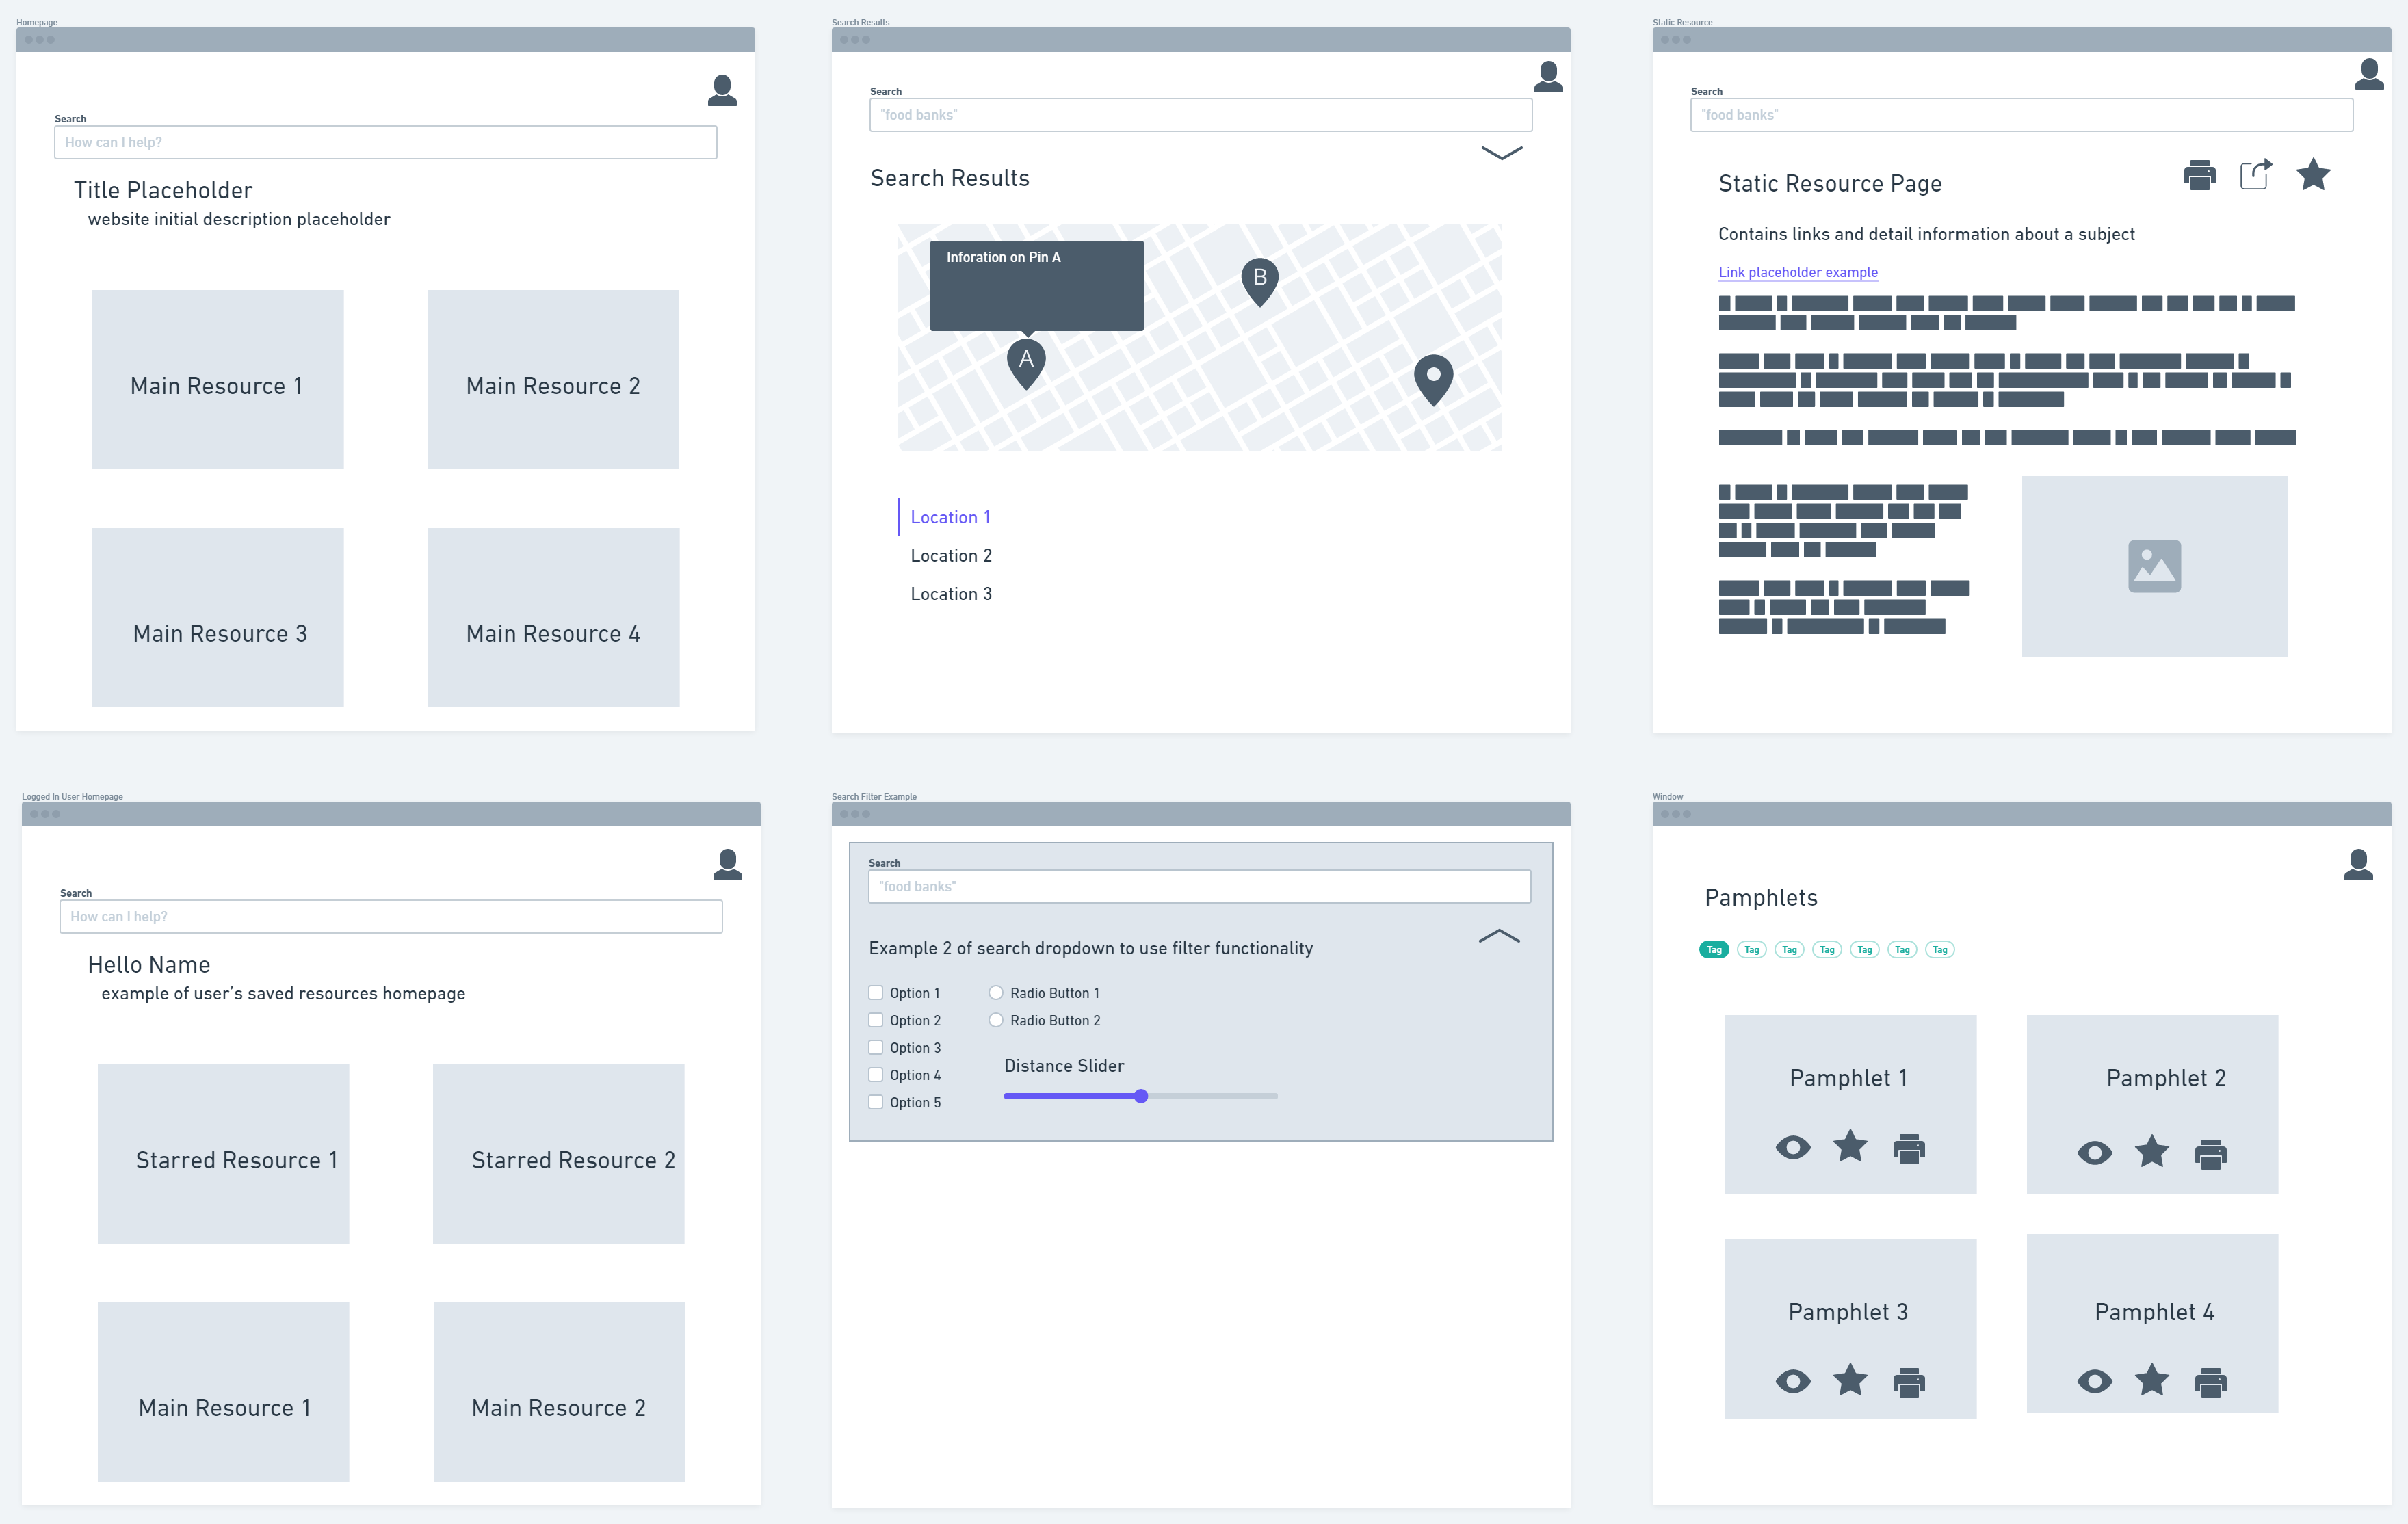 Homepage
Search
How can I help?
Title Placeholder
website initial description placeholder
Main Resource 1
Main Resource 2
Main Resource 3
Main Resource 4
Search Results
Search
"food banks"
Search Results
Inforation on Pin A
A
B
Location 1
Location 2
Location 3
Static Resource
Search
"food banks"
Static Resource Page
Contains links and detail information about a subject
Link placeholder example
Logged In User Homepage
Search
How can I help?
Hello Name
example of user's saved resources homepage
Starred Resource 1
Starred Resource 2
Main Resource 1
Main Resource 2
Search Filter Example
Search
"food banks"
Example 2 of search dropdown to use filter functionality
Option 1
Option 2
Option 3
Option 4
Option 5
Radio Button 1
Radio Button 2
Distance Slider
Window
Pamphlets
Tag Tag Tag Tag Tag Tag Tag
Pamphlet 1
Pamphlet 2
Pamphlet 3
Pamphlet 4